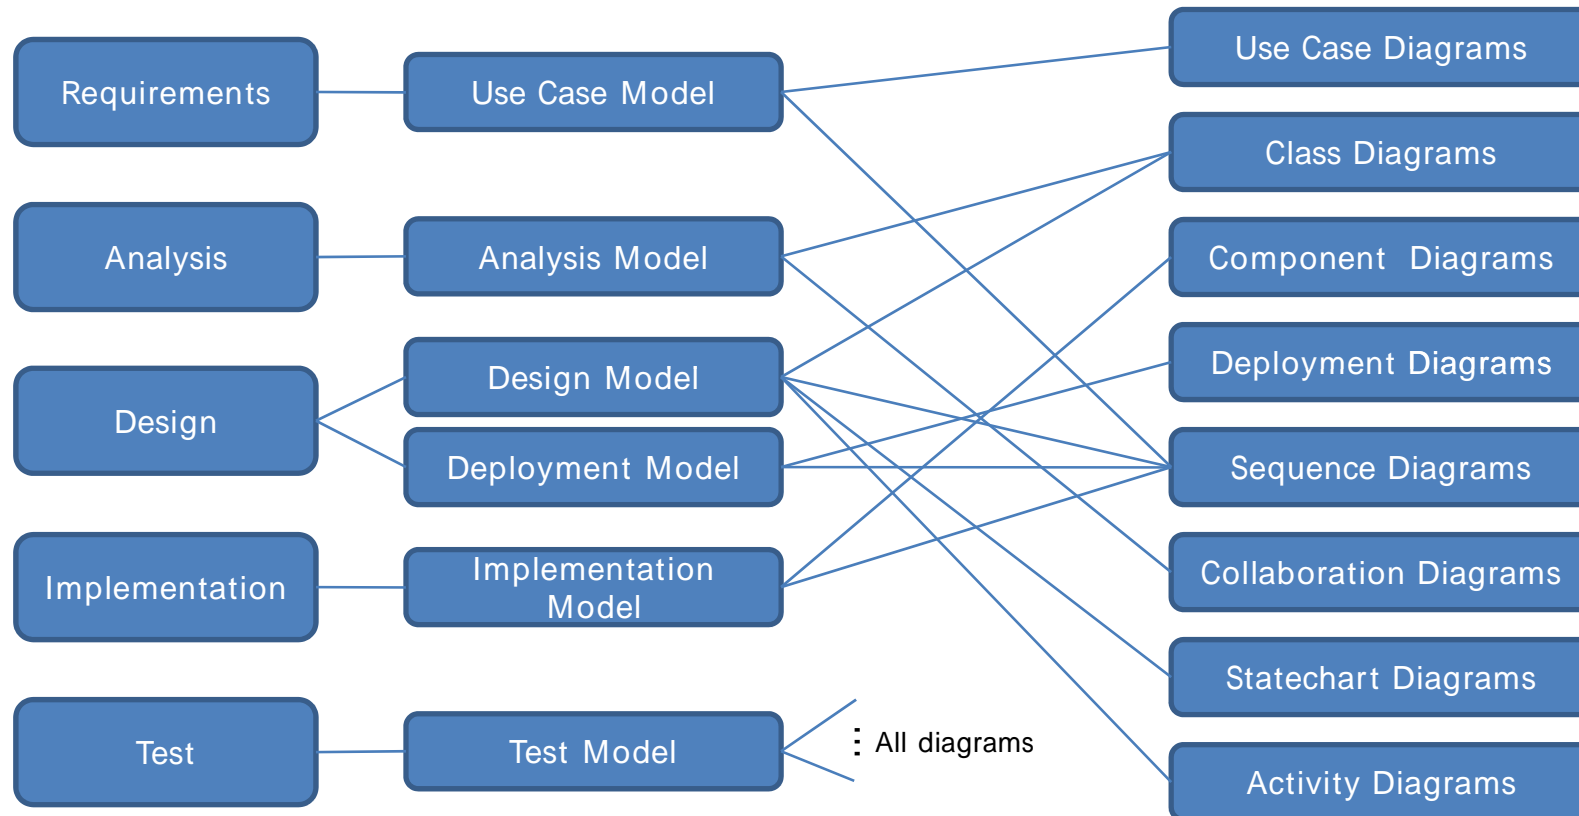 Requirements
Use Case Model
Use Case Diagrams
Class Diagrams
Analysis
Analysis Model
Component Diagrams
Design
Design Model
Deployment Diagrams
Deployment Model
Sequence Diagrams
Implementation
Implementation
Model
Collaboration Diagrams
Statechart Diagrams
Test
Test Model
All diagrams
Activity Diagrams